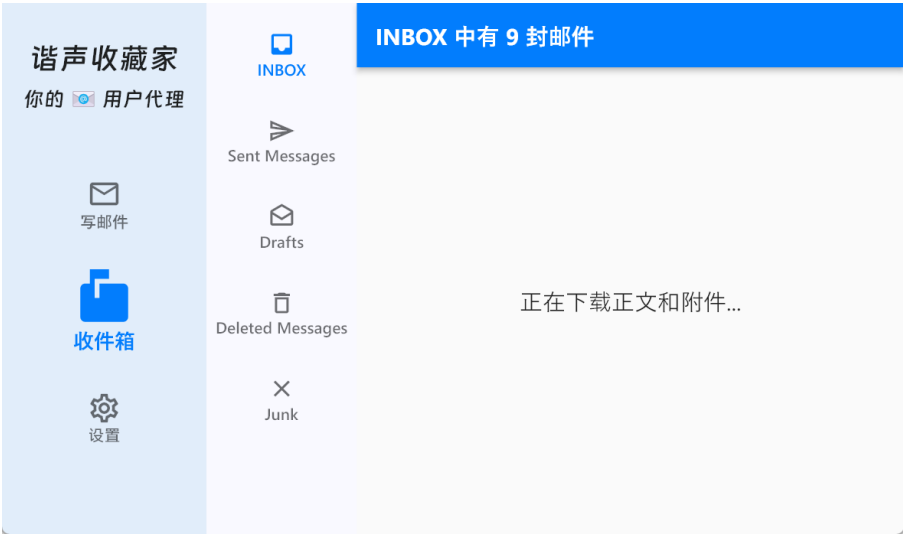 谐声收藏家
你的 📧 用户代理
写邮件
收件箱
设置
INBOX
Sent Messages
Drafts
Deleted Messages
Junk
INBOX 中有 9 封邮件
正在下载正文和附件...